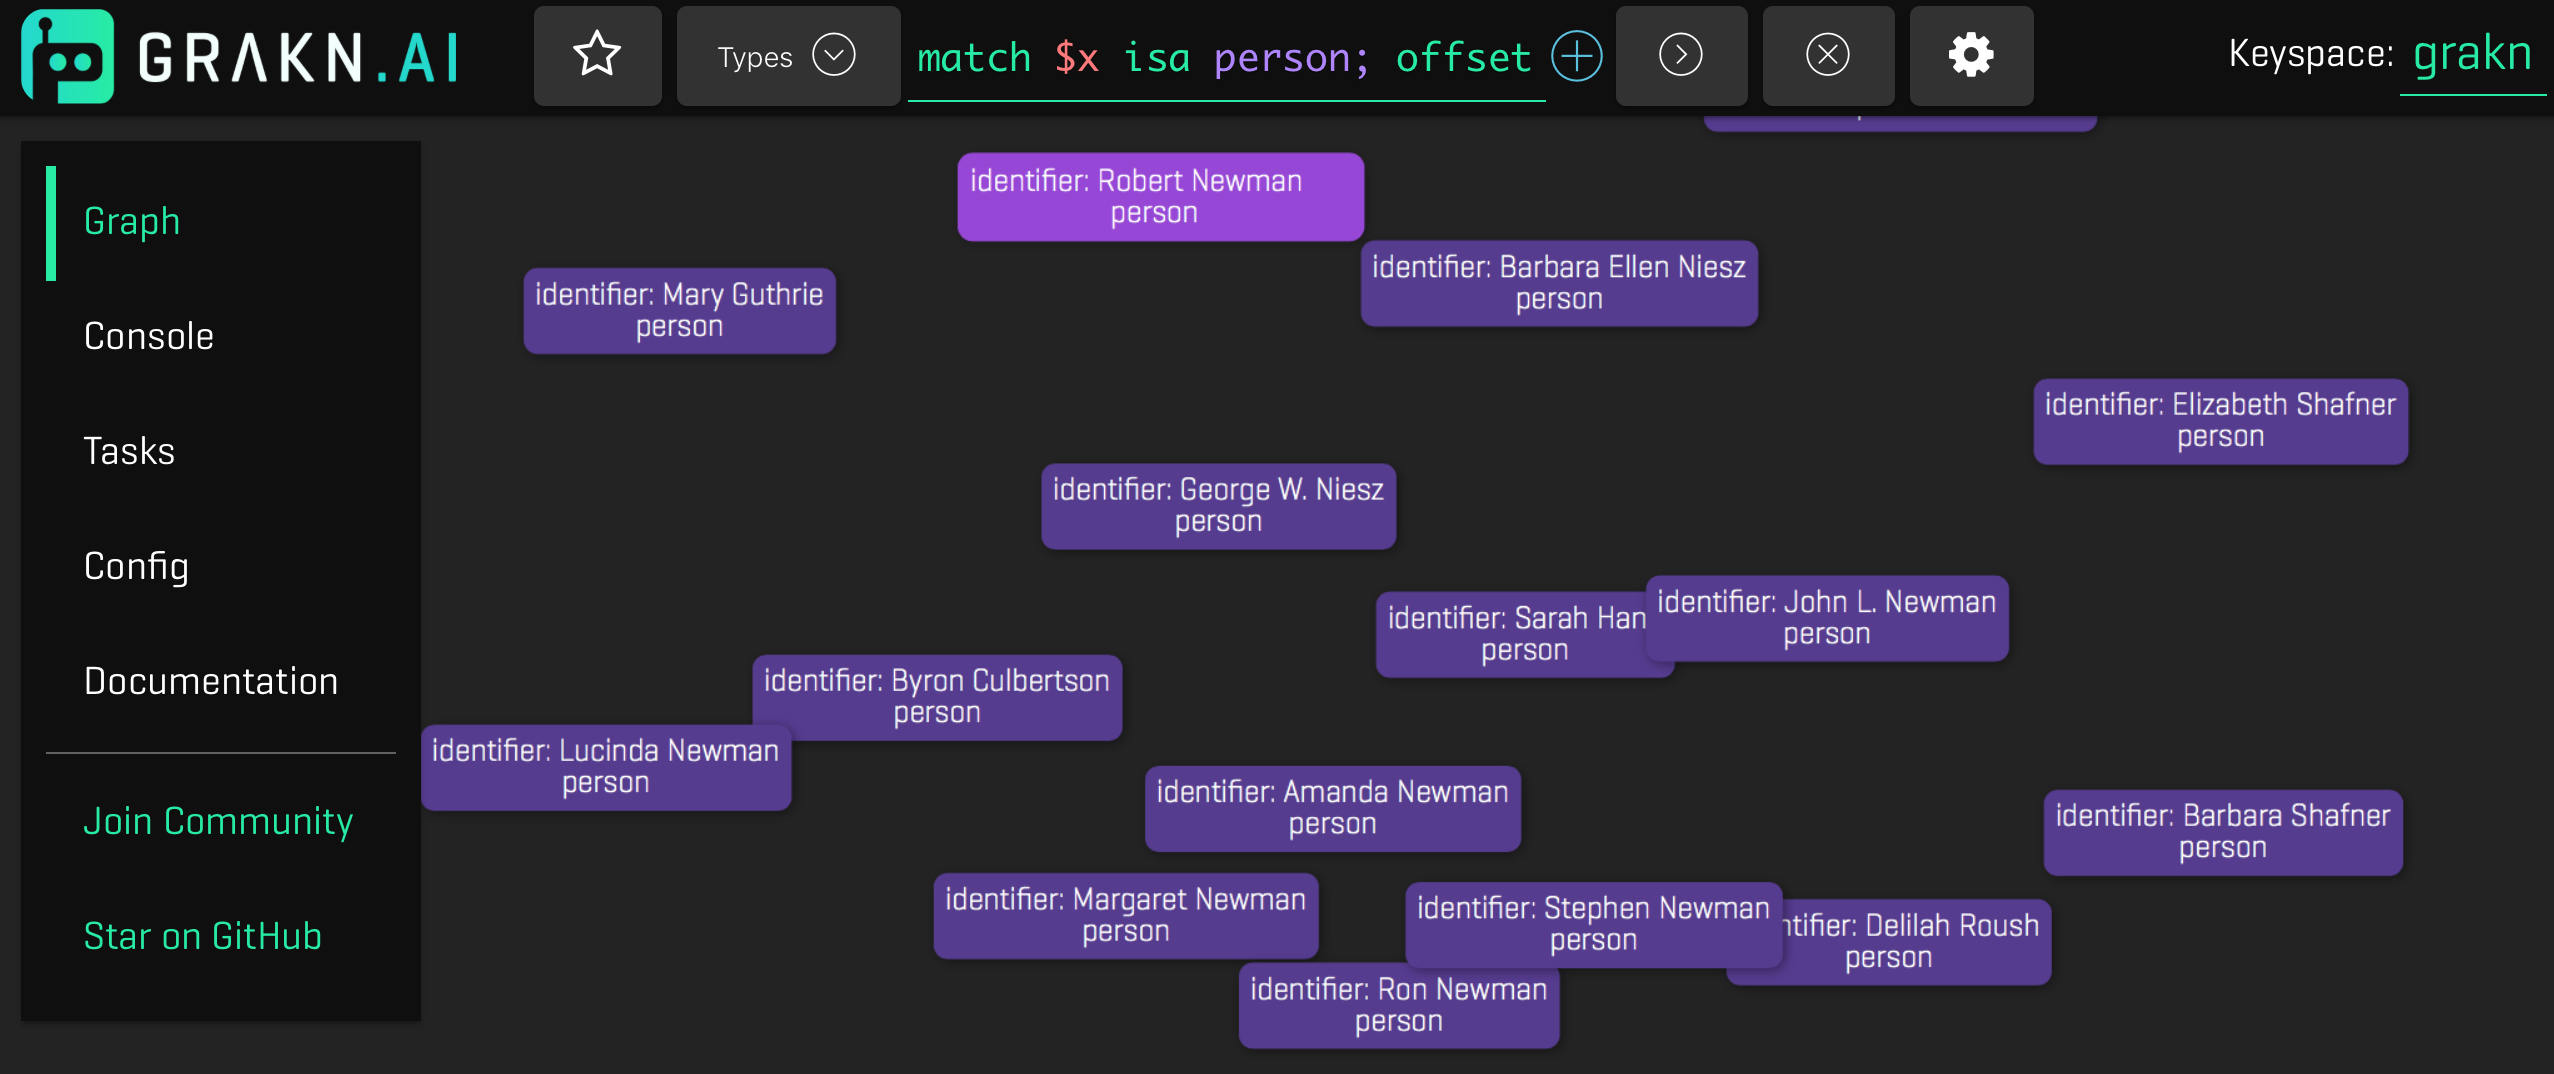 GRAKN.AI
Types
match $x isa person; offset
Keyspace: grakn
Graph
Console
Tasks
Config
Documentation
Join Community
Star on GitHub
identifier: Robert Newman
person
identifier: Barbara Ellen Niesz
person
identifier: Mary Guthrie
person
identifier: Elizabeth Shafner
person
identifier: George W. Niesz
person
identifier: Sarah Han
person
identifier: John L. Newman
person
identifier: Byron Culbertson
person
identifier: Lucinda Newman
person
identifier: Amanda Newman
person
identifier: Barbara Shafner
person
identifier: Margaret Newman
person
identifier: Stephen Newman
person
ntifier: Delilah Roush
person
identifier: Ron Newman
person